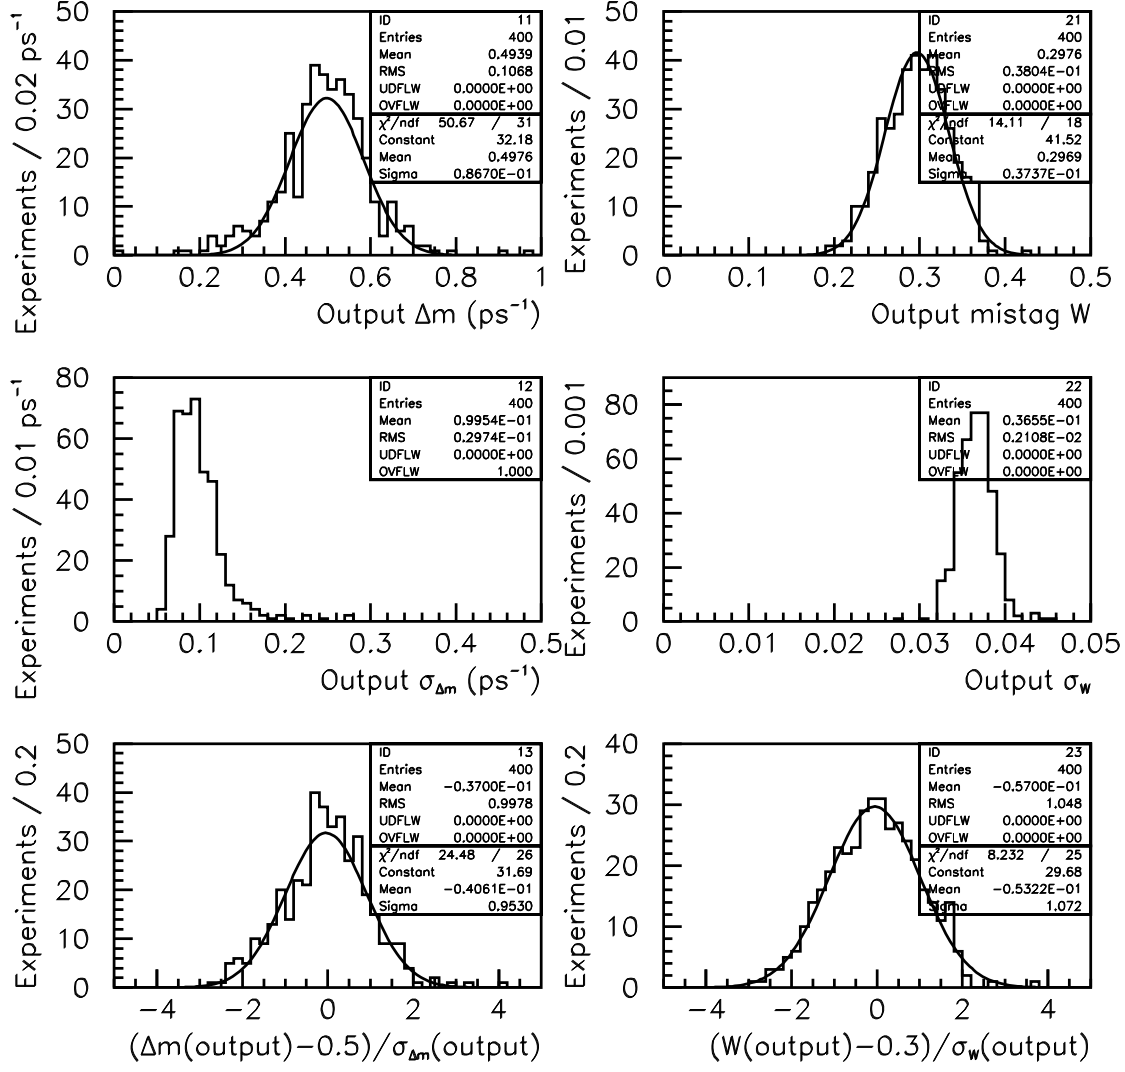 Experiments / 0.02 ps⁻¹
50
40
30
20
10
0
ID 11
Entries 400
Mean 0.4939
RMS 0.1068
UDFLW 0.0000E+00
OVFLW 0.0000E+00
χ²/ndf 50.67 / 31
Constant 32.18
Mean 0.4976
Sigma 0.8670E-01
0 0.2 0.4 0.6 0.8 1
Output Δm (ps⁻¹)
Experiments / 0.01
50
40
30
20
10
0
ID 21
Entries 400
Mean 0.2976
RMS 0.3804E-01
UDFLW 0.0000E+00
OVFLW 0.0000E+00
χ²/ndf 14.11 / 18
Constant 41.52
Mean 0.2969
Sigma 0.3737E-01
0 0.1 0.2 0.3 0.4 0.5
Output mistag W
Experiments / 0.01 ps⁻¹
80
60
40
20
0
ID 12
Entries 400
Mean 0.9954E-01
RMS 0.2974E-01
UDFLW 0.0000E+00
OVFLW 1.000
0 0.1 0.2 0.3 0.4 0.5
Output σΔm (ps⁻¹)
Experiments / 0.001
80
60
40
20
0
ID 22
Entries 400
Mean 0.3655E-01
RMS 0.2108E-02
UDFLW 0.0000E+00
OVFLW 0.0000E+00
0 0.01 0.02 0.03 0.04 0.05
Output σW
Experiments / 0.2
50
40
30
20
10
0
ID 13
Entries 400
Mean -0.3700E-01
RMS 0.9978
UDFLW 0.0000E+00
OVFLW 0.0000E+00
χ²/ndf 24.48 / 26
Constant 31.69
Mean -0.4061E-01
Sigma 0.9530
-4 -2 0 2 4
(Δm(output)-0.5)/σΔm(output)
Experiments / 0.2
40
30
20
10
0
ID 23
Entries 400
Mean -0.5700E-01
RMS 1.048
UDFLW 0.0000E+00
OVFLW 0.0000E+00
χ²/ndf 8.232 / 25
Constant 29.68
Mean -0.5322E-01
Sigma 1.072
-4 -2 0 2 4
(W(output)-0.3)/σW(output)